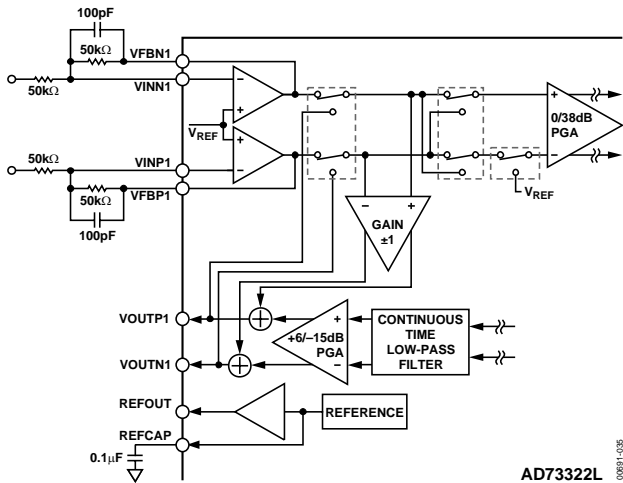 100pF
50kΩ
VFBN1
50kΩ
VINN1
VREF
0/38dB
PGA
50kΩ
VINP1
VFBP1
50kΩ
100pF
VREF
GAIN
±1
VOUTP1
+6/–15dB
PGA
CONTINUOUS
TIME
LOW-PASS
FILTER
VOUTN1
REFOUT
REFERENCE
REFCAP
0.1μF
AD73322L
00691-035